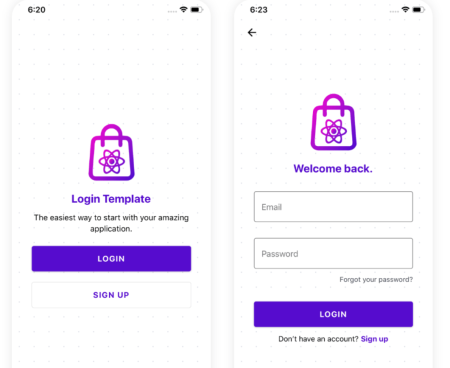 6:20
Login Template
The easiest way to start with your amazing
application.
LOGIN
SIGN UP
6:23
Welcome back.
Email
Password
Forgot your password?
LOGIN
Don't have an account? Sign up